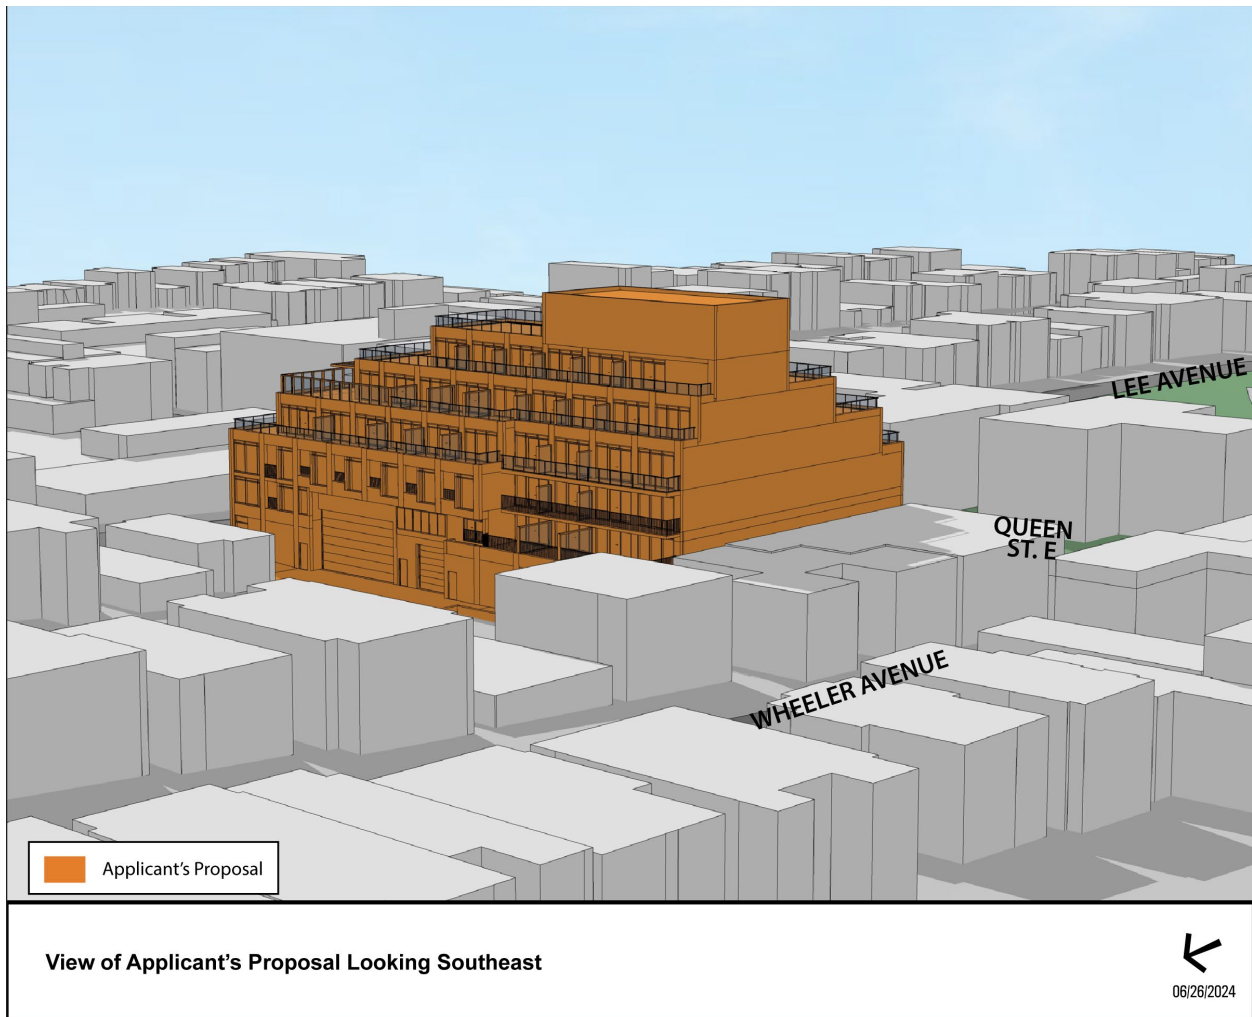 LEE AVENUE
QUEEN
ST. E
WHEELER AVENUE
Applicant's Proposal
View of Applicant's Proposal Looking Southeast
06/26/2024